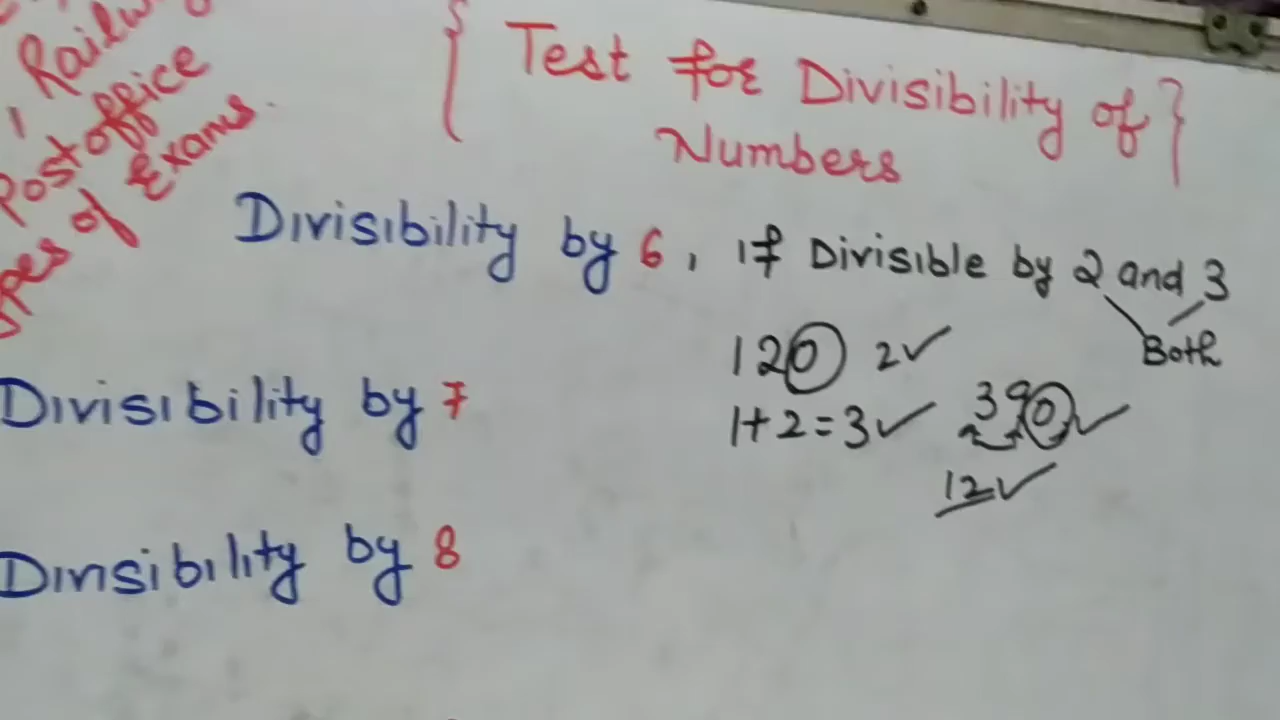 Railw
Post office
of Exams.
{ Test for Divisibility of }
Numbers
Divisibility by 6, If Divisible by 2 and 3
Both
120 2✓
1+2=3✓ 390✓
12✓
Divisibility by 7
Divisibility by 8